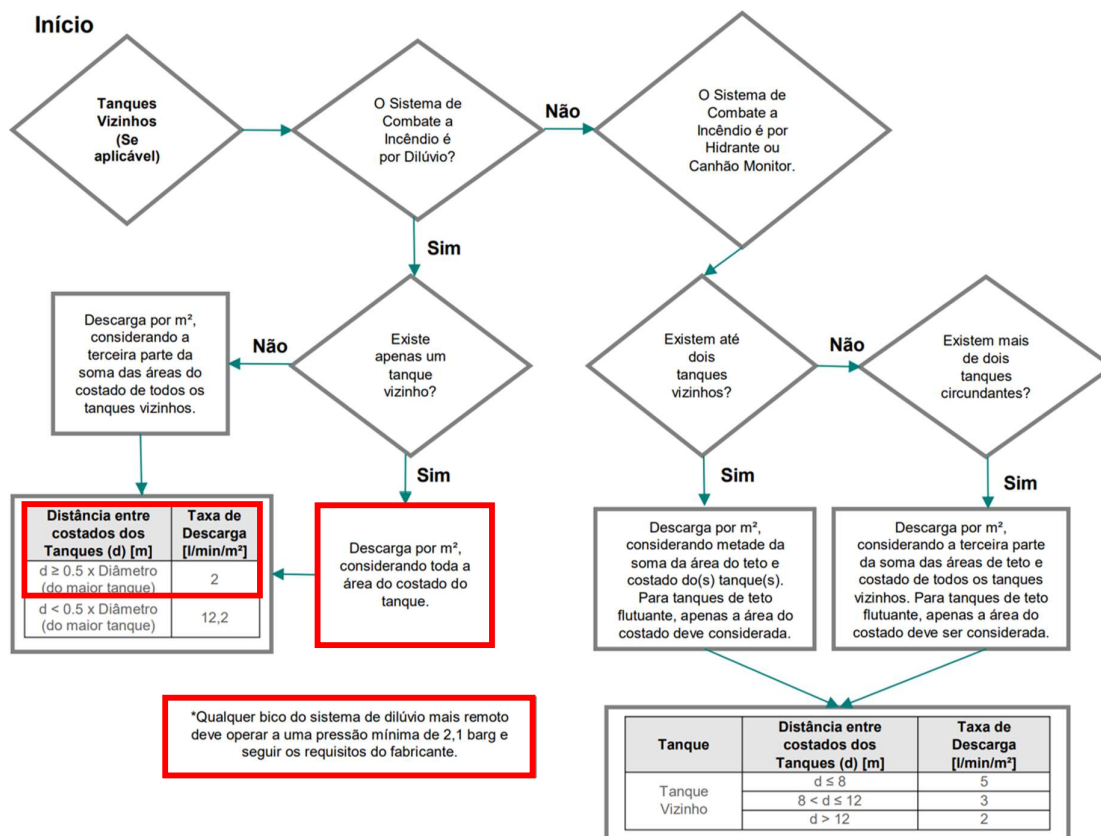 Início
Tanques
Vizinhos
(Se
aplicável)
O Sistema de
Combate a
Incêndio é
por Dilúvio?
Não
O Sistema de
Combate a
Incêndio é por
Hidrante ou
Canhão Monitor.
Sim
Descarga por m²,
considerando a
terceira parte da
soma das áreas do
costado de todos os
tanques vizinhos.
Não
Existe
apenas um
tanque
vizinho?
Existem até
dois
tanques
vizinhos?
Não
Existem mais
de dois
tanques
circundantes?
Sim
Sim
Sim
Distância entre
costados dos
Tanques (d) [m]
Taxa de
Descarga
[l/min/m²]
d ≥ 0.5 x Diâmetro
(do maior tanque)
2
d < 0.5 x Diâmetro
(do maior tanque)
12,2
Descarga por m²,
considerando toda a
área do costado do
tanque.
Descarga por m²,
considerando metade da
soma da área do teto e
costado do(s) tanque(s).
Para tanques de teto
flutuante, apenas a área do
costado deve considerada.
Descarga por m²,
considerando a terceira parte
da soma das áreas de teto e
costado de todos os tanques
vizinhos. Para tanques de teto
flutuante, apenas a área do
costado deve ser considerada.
*Qualquer bico do sistema de dilúvio mais remoto
deve operar a uma pressão mínima de 2,1 barg e
seguir os requisitos do fabricante.
Tanque
Distância entre
costados dos
Tanques (d) [m]
Taxa de
Descarga
[l/min/m²]
Tanque
Vizinho
d ≤ 8
5
8 < d ≤ 12
3
d > 12
2